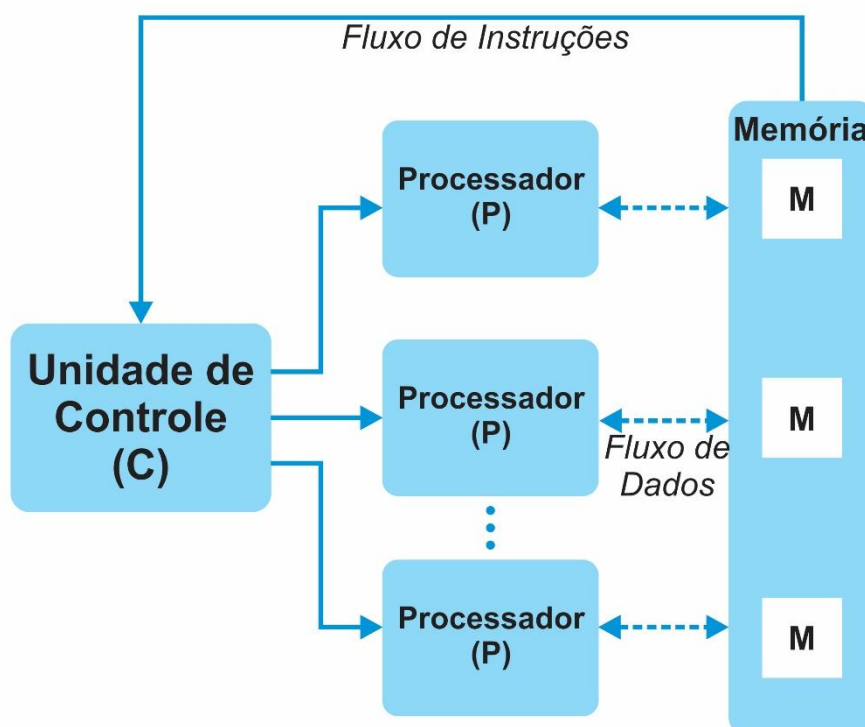 Fluxo de Instruções
Memória
Processador
(P)
M
Unidade de
Controle
(C)
Processador
(P)
M
Fluxo de
Dados
Processador
(P)
M